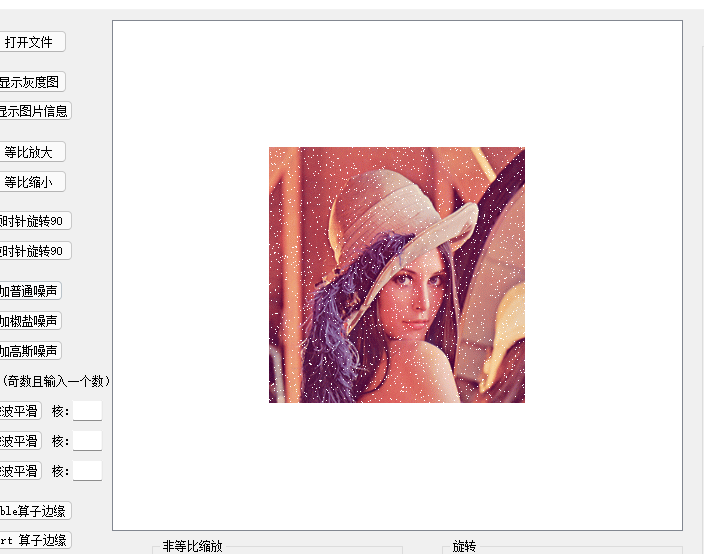 打开文件
显示灰度图
显示图片信息
等比放大
等比缩小
时针旋转90
时针旋转90
加普通噪声
加椒盐噪声
加高斯噪声
(奇数且输入一个数)
波平滑 核:
波平滑 核:
波平滑 核:
ble算子边缘
rt 算子边缘
非等比缩放
旋转